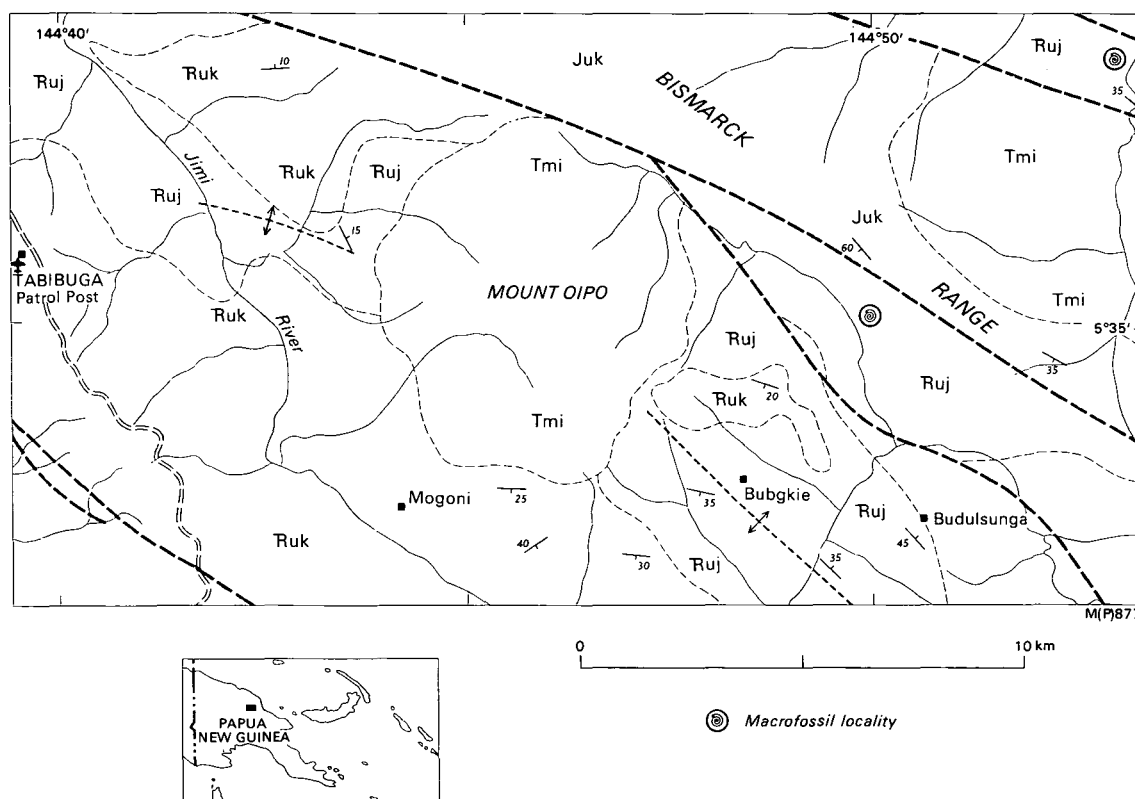 144°40'
144°50'
Ruj
Ruk
10
Juk
BISMARCK
Ruj
35
Tmi
Jimi
Ruk
Ruj
Tmi
Ruj
15
Juk
60
TABIBUGA
Patrol Post
MOUNT OIPO
RANGE
Tmi
5°35'
Ruk
River
Ruj
35
Ruj
Ruk
20
Tmi
Mogoni
25
35
Bubgkie
Ruj
Budulsunga
45
Ruk
40
30
Ruj
35
M(P)877
0
10 km
PAPUA
NEW GUINEA
Macrofossil locality